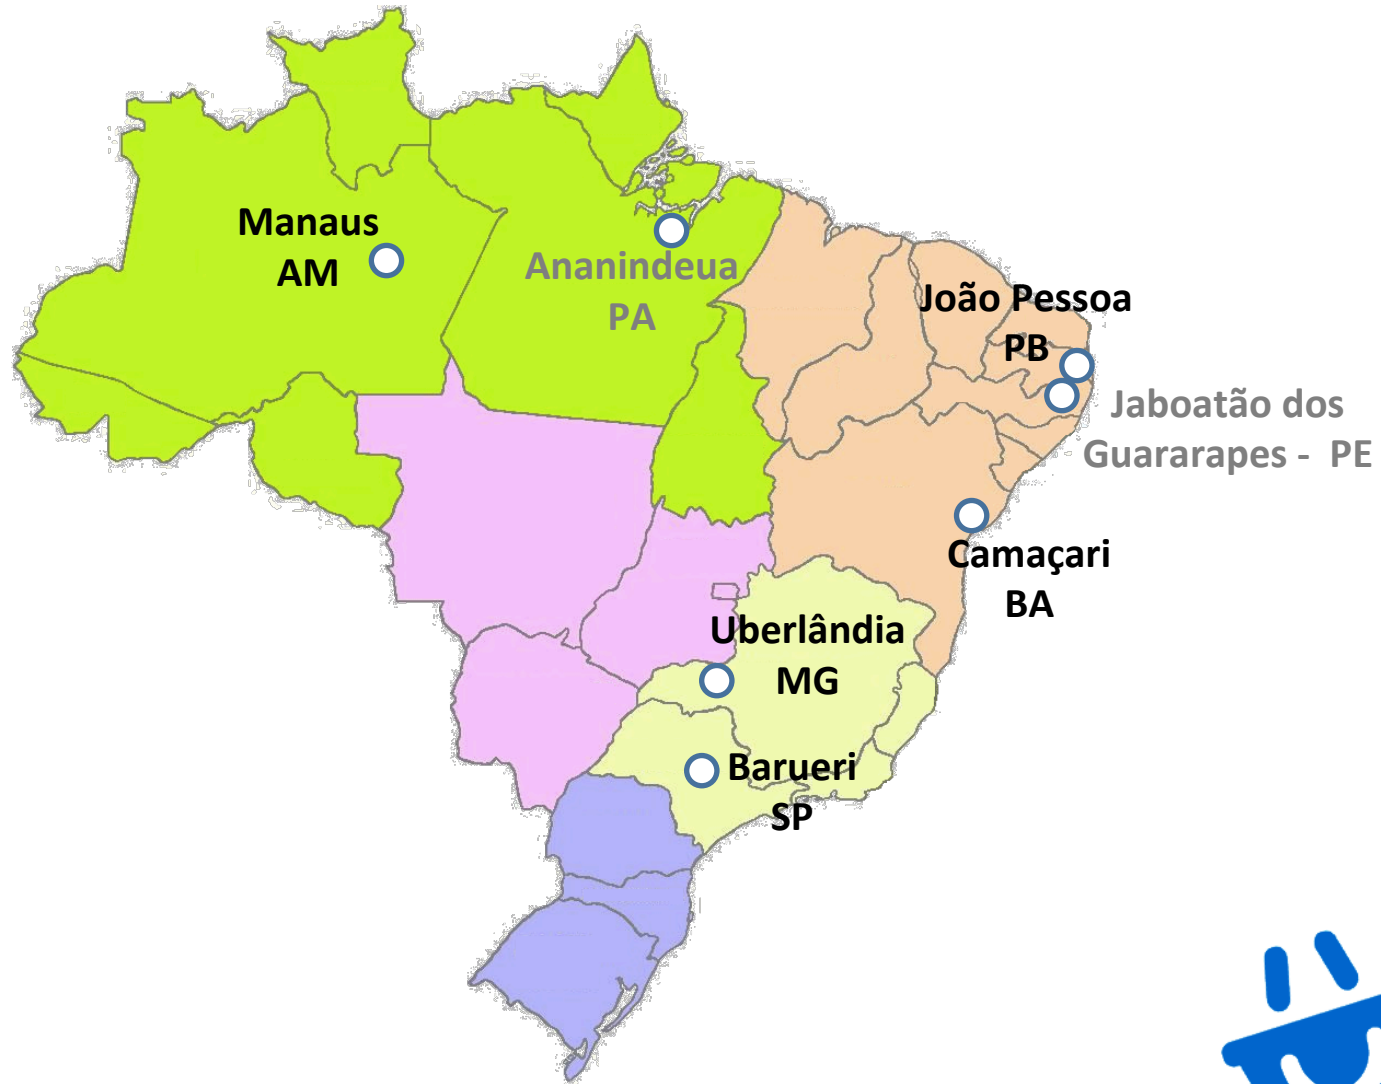 Manaus
AM
Ananindeua
PA
João Pessoa
PB
Jaboatão dos
Guararapes - PE
Camaçari
BA
Uberlândia
MG
Barueri
SP